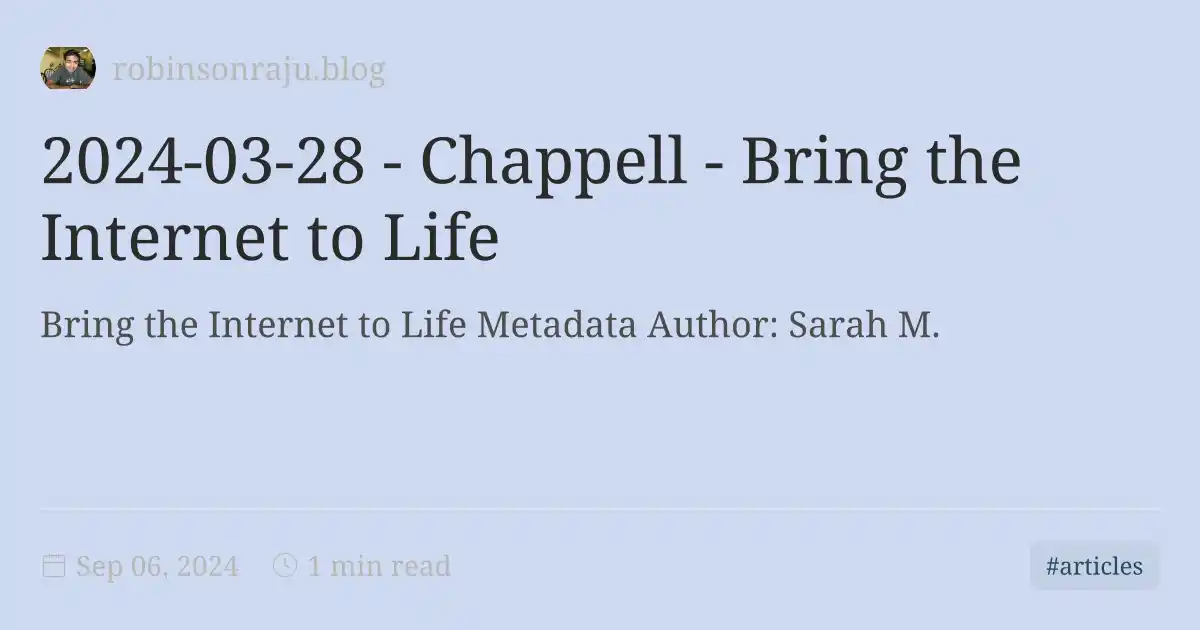 robinsonraju.blog
2024-03-28 - Chappell - Bring the
Internet to Life
Bring the Internet to Life Metadata Author: Sarah M.
Sep 06, 2024 1 min read
#articles